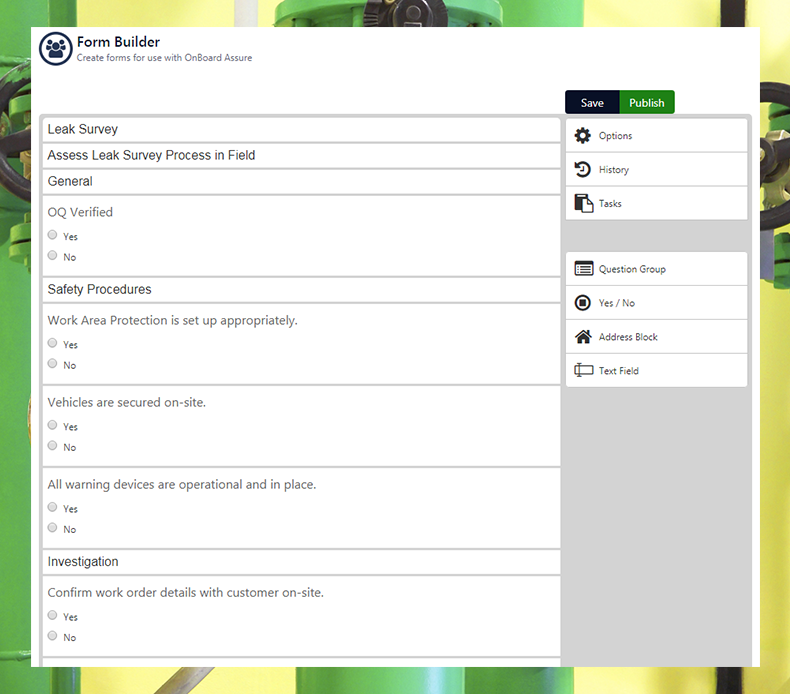 Form Builder
Create forms for use with OnBoard Assure
Save
Publish
Leak Survey
Assess Leak Survey Process in Field
General
OQ Verified
Yes
No
Safety Procedures
Work Area Protection is set up appropriately.
Yes
No
Vehicles are secured on-site.
Yes
No
All warning devices are operational and in place.
Yes
No
Investigation
Confirm work order details with customer on-site.
Yes
No
Options
History
Tasks
Question Group
Yes / No
Address Block
Text Field